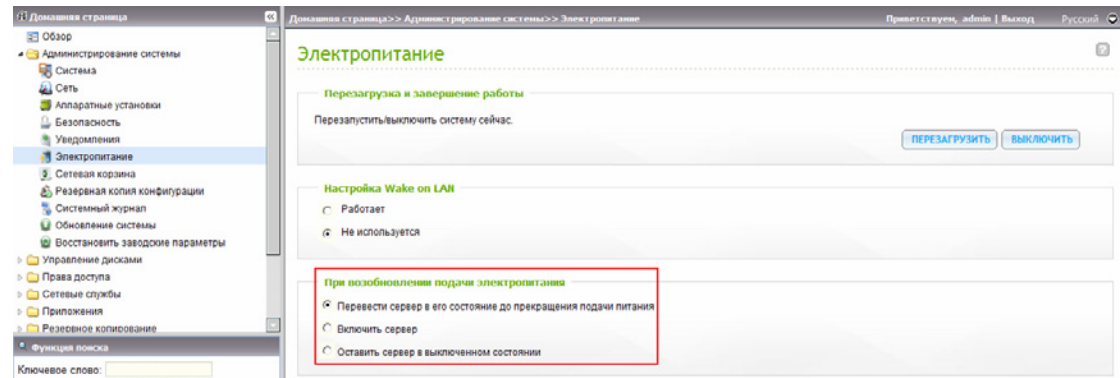 Домашняя страница
Домашняя страница>> Администрирование системы>> Электропитание
Приветствуем, admin | Выход
Русский
Обзор
Администрирование системы
Система
Сеть
Аппаратные установки
Безопасность
Уведомления
Электропитание
Сетевая корзина
Резервная копия конфигурации
Системный журнал
Обновление системы
Восстановить заводские параметры
Управление дисками
Права доступа
Сетевые службы
Приложения
Резервное копирование
Функция поиска
Ключевое слово:
Электропитание
Перезагрузка и завершение работы
Перезапустить/выключить систему сейчас.
ПЕРЕЗАГРУЗИТЬ
ВЫКЛЮЧИТЬ
Настройка Wake on LAN
Работает
Не используется
При возобновлении подачи электропитания
Перевести сервер в его состояние до прекращения подачи питания
Включить сервер
Оставить сервер в выключенном состоянии